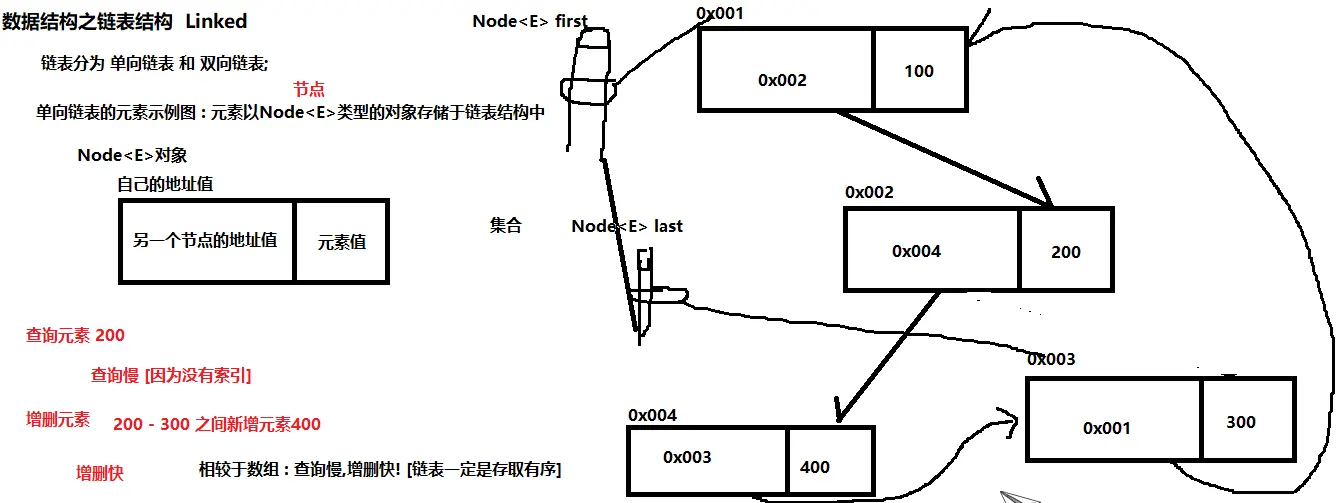 数据结构之链表结构 Linked
链表分为 单向链表 和 双向链表;
节点
单向链表的元素示例图：元素以Node<E>类型的对象存储于链表结构中
Node<E>对象
自己的地址值
另一个节点的地址值 元素值
查询元素 200
查询慢 [因为没有索引]
增删元素 200 - 300 之间新增元素400
增删快 相较于数组：查询慢,增删快! [链表一定是存取有序]
集合
Node<E> first
Node<E> last
0x001
0x002 100
0x002
0x004 200
0x003
0x001 300
0x004
0x003 400